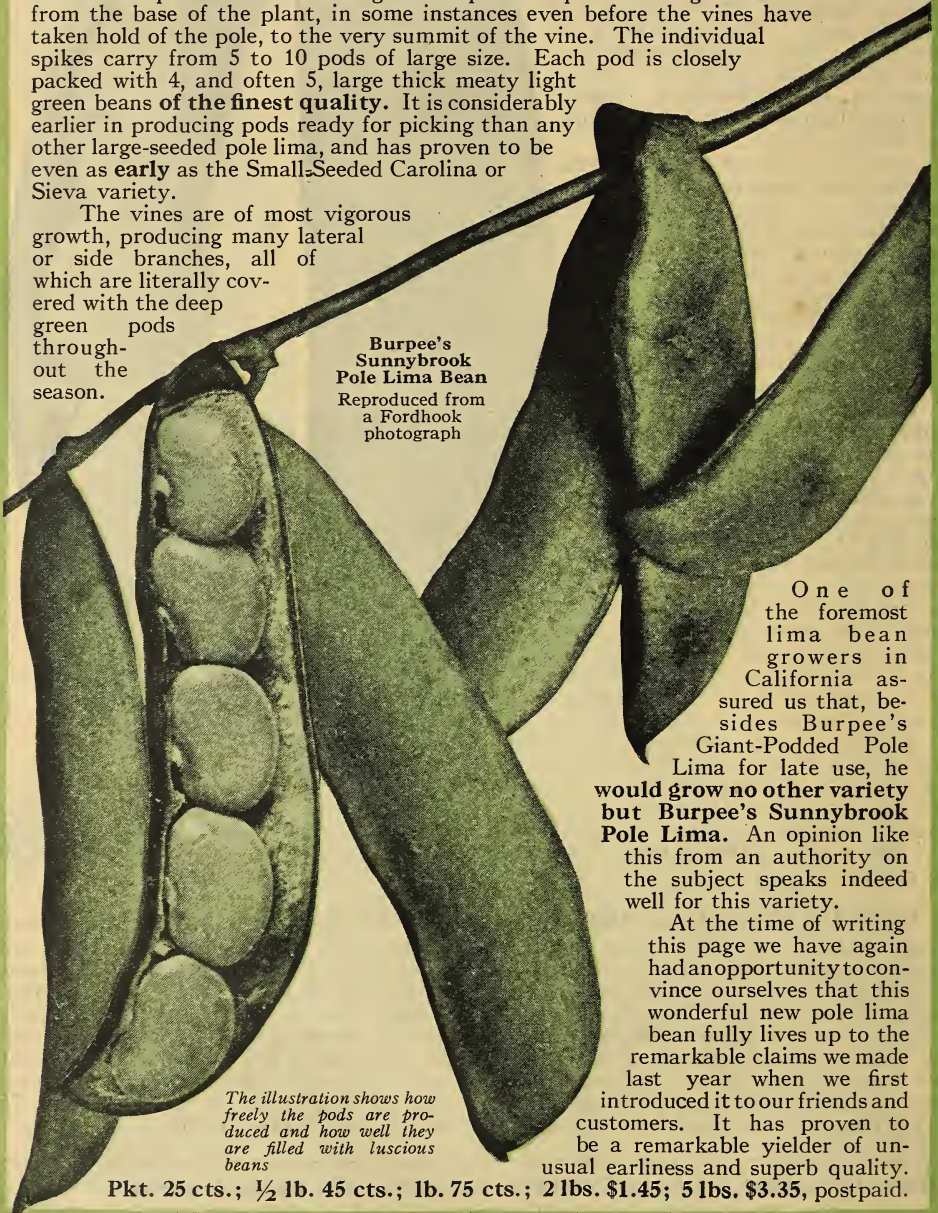 from the base of the plant, in some instances even before the vines have
taken hold of the pole, to the very summit of the vine. The individual
spikes carry from 5 to 10 pods of large size. Each pod is closely
packed with 4, and often 5, large thick meaty light
green beans of the finest quality. It is considerably
earlier in producing pods ready for picking than any
other large-seeded pole lima, and has proven to be
even as early as the Small-Seeded Carolina or
Sieva variety.
The vines are of most vigorous
growth, producing many lateral
or side branches, all of
which are literally cov-
ered with the deep
green pods
through-
out the
season.
Burpee's
Sunnybrook
Pole Lima Bean
Reproduced from
a Fordhook
photograph
One of
the foremost
lima bean
growers in
California as-
sured us that, be-
sides Burpee's
Giant-Podded Pole
Lima for late use, he
would grow no other variety
but Burpee's Sunnybrook
Pole Lima. An opinion like
this from an authority on
the subject speaks indeed
well for this variety.
At the time of writing
this page we have again
had an opportunity to con-
vince ourselves that this
wonderful new pole lima
bean fully lives up to the
remarkable claims we made
last year when we first
introduced it to our friends and
customers. It has proven to
be a remarkable yielder of un-
usual earliness and superb quality.
The illustration shows how
freely the pods are pro-
duced and how well they
are filled with luscious
beans
Pkt. 25 cts.; ½ lb. 45 cts.; lb. 75 cts.; 2 lbs. $1.45; 5 lbs. $3.35, postpaid.